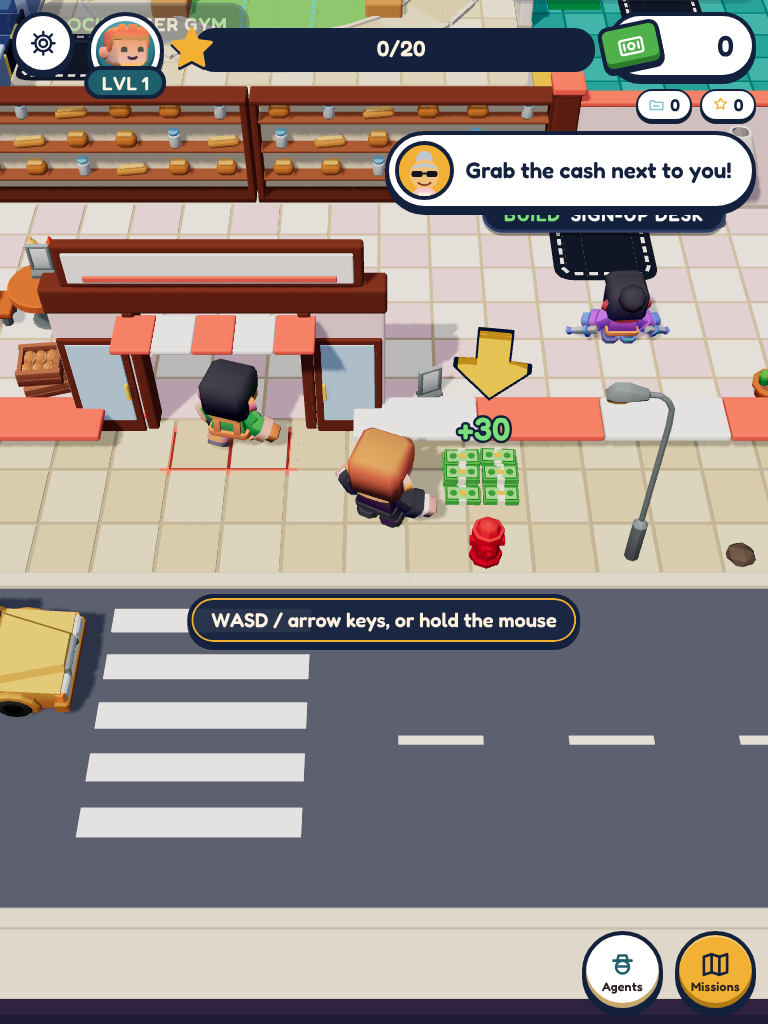 0/20
0
LVL 1
0
0
Grab the cash next to you!
BUILD SIGN-UP DESK
+30
WASD / arrow keys, or hold the mouse
Agents
Missions